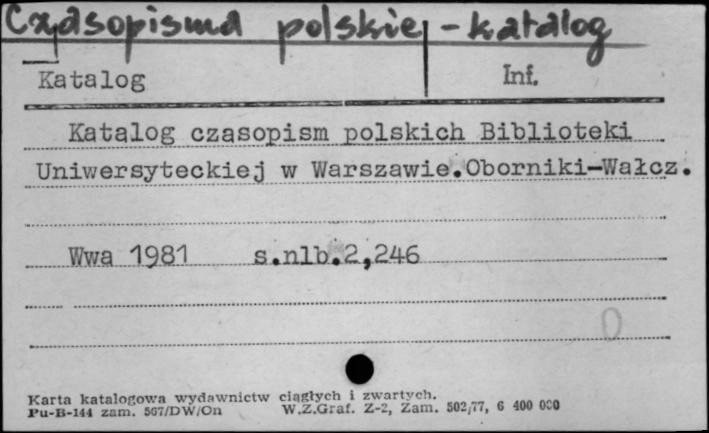 Czasopisma polskie - katalog
Katalog Inf.
Katalog czasopism polskich Biblioteki
Uniwersyteckiej w Warszawie.Oborniki-Wałcz.
Wwa 1981 s.nlb.2,246
0
Karta katalogowa wydawnictw ciągłych i zwartych.
Pu-B-144 zam. 567/DW/On W.Z.Graf. Z-2, Zam. 502/77, 6 400 000